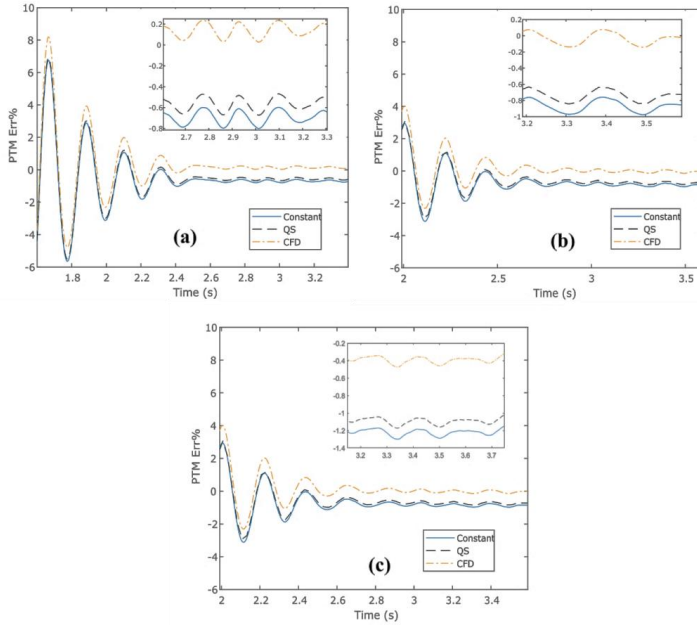 10
8
6
4
2
0
-2
-4
-6
PTM Err%
1.8 2 2.2 2.4 2.6 2.8 3 3.2
Time (s)
0.2
0
-0.2
-0.4
-0.6
-0.8
2.7 2.8 2.9 3 3.1 3.2 3.3
Constant
QS
CFD
(a)
10
8
6
4
2
0
-2
-4
-6
PTM Err%
2 2.5 3 3.5
Time (s)
0.2
0
-0.2
-0.4
-0.6
-0.8
-1
3.2 3.3 3.4 3.5
Constant
QS
CFD
(b)
10
8
6
4
2
0
-2
-4
-6
PTM Err%
2 2.2 2.4 2.6 2.8 3 3.2 3.4
Time (s)
-0.2
-0.4
-0.6
-0.8
-1
-1.2
-1.4
3.2 3.3 3.4 3.5 3.6 3.7
Constant
QS
CFD
(c)